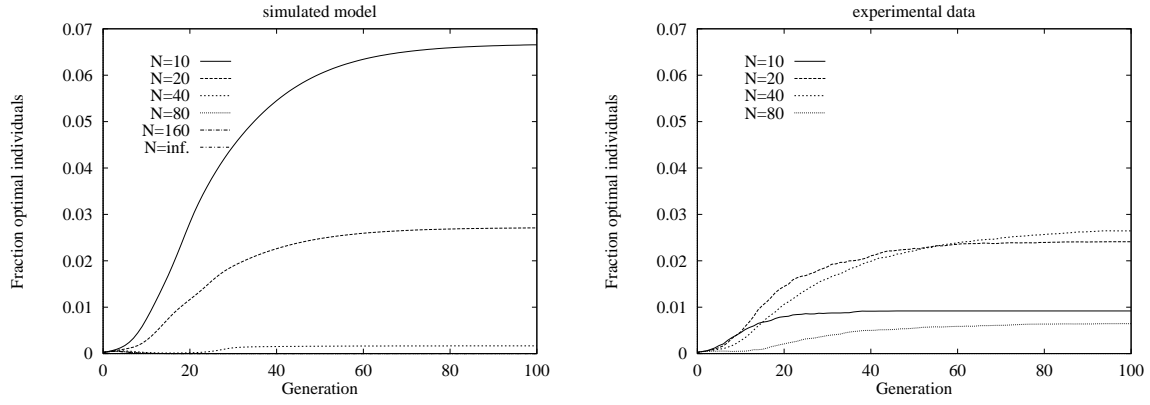 simulated model
Fraction optimal individuals
0.07
0.06
0.05
0.04
0.03
0.02
0.01
0
N=10
N=20
N=40
N=80
N=160
N=inf.
0 20 40 60 80 100
Generation
experimental data
Fraction optimal individuals
0.07
0.06
0.05
0.04
0.03
0.02
0.01
0
N=10
N=20
N=40
N=80
0 20 40 60 80 100
Generation